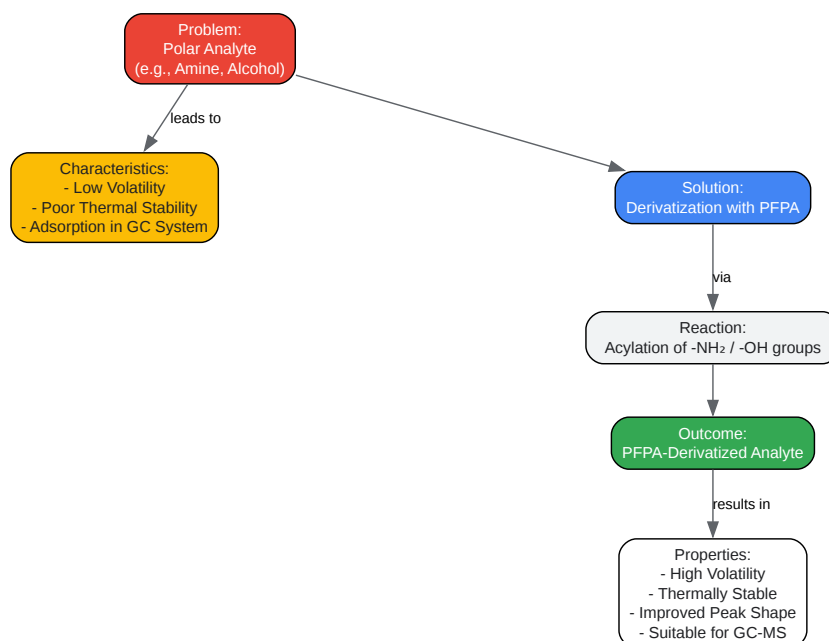 Problem:
Polar Analyte
(e.g., Amine, Alcohol)
leads to
Characteristics:
- Low Volatility
- Poor Thermal Stability
- Adsorption in GC System
Solution:
Derivatization with PFPA
via
Reaction:
Acylation of -NH₂ / -OH groups
Outcome:
PFPA-Derivatized Analyte
results in
Properties:
- High Volatility
- Thermally Stable
- Improved Peak Shape
- Suitable for GC-MS